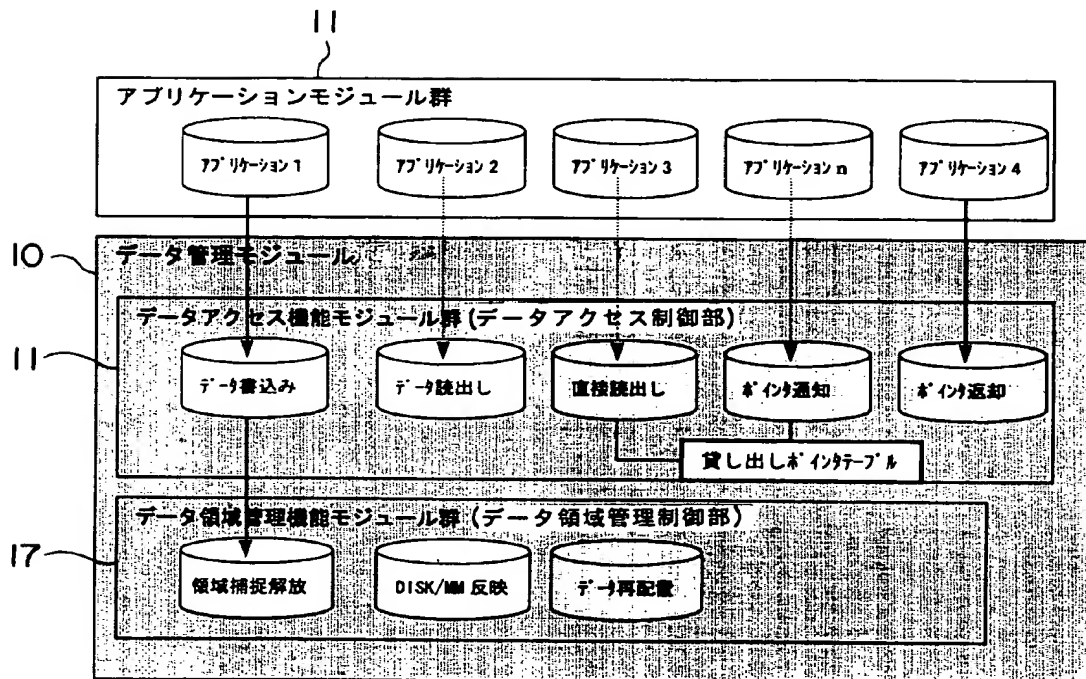 11
アプリケーションモジュール群
アプリケーション1
アプリケーション2
アプリケーション3
アプリケーションn
アプリケーション4
10
データ管理モジュール
データアクセス機能モジュール群(データアクセス制御部)
11
データ書込み
データ読出し
直接読出し
ポインタ通知
ポインタ返却
貸し出しポインタテーブル
データ領域管理機能モジュール群(データ領域管理制御部)
17
領域捕捉解放
DISK/MM反映
データ再配置